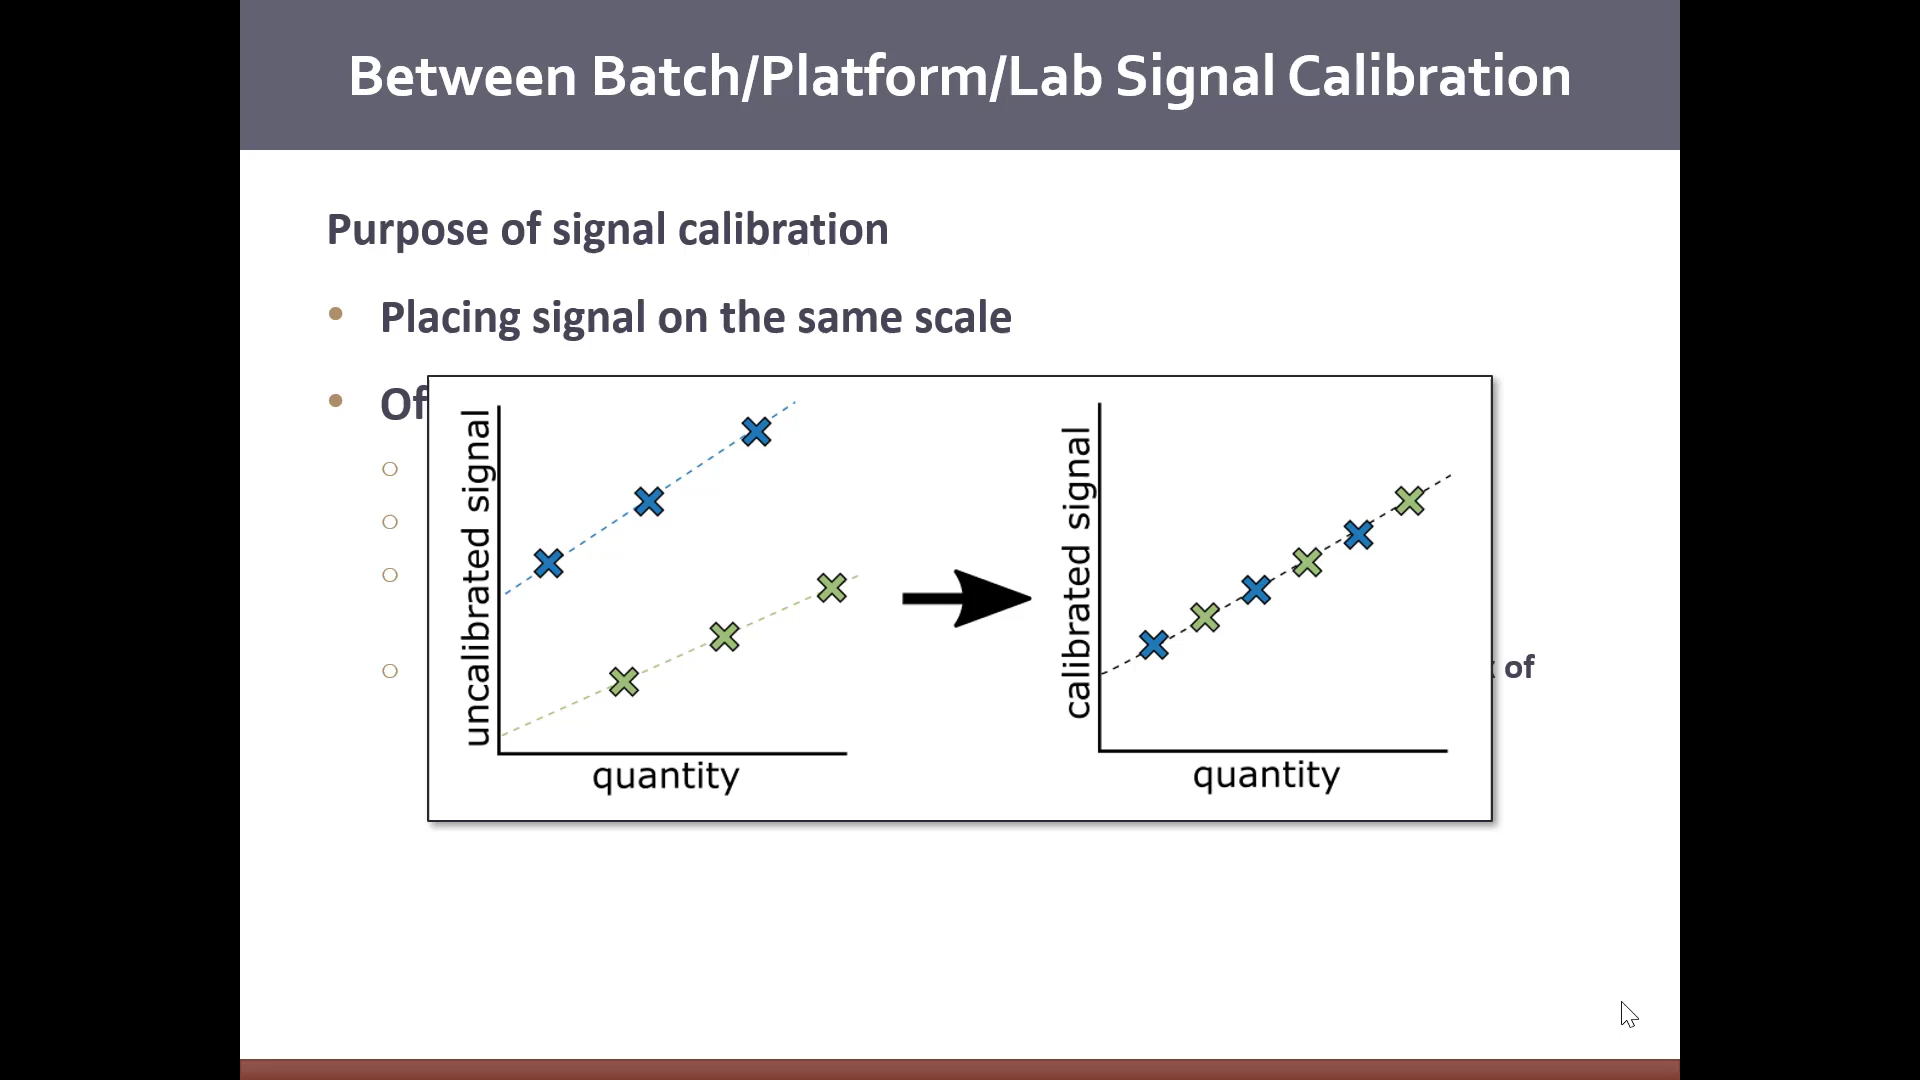 Between Batch/Platform/Lab Signal Calibration
Purpose of signal calibration
• Placing signal on the same scale
• Of
uncalibrated signal
quantity
calibrated signal
quantity
of